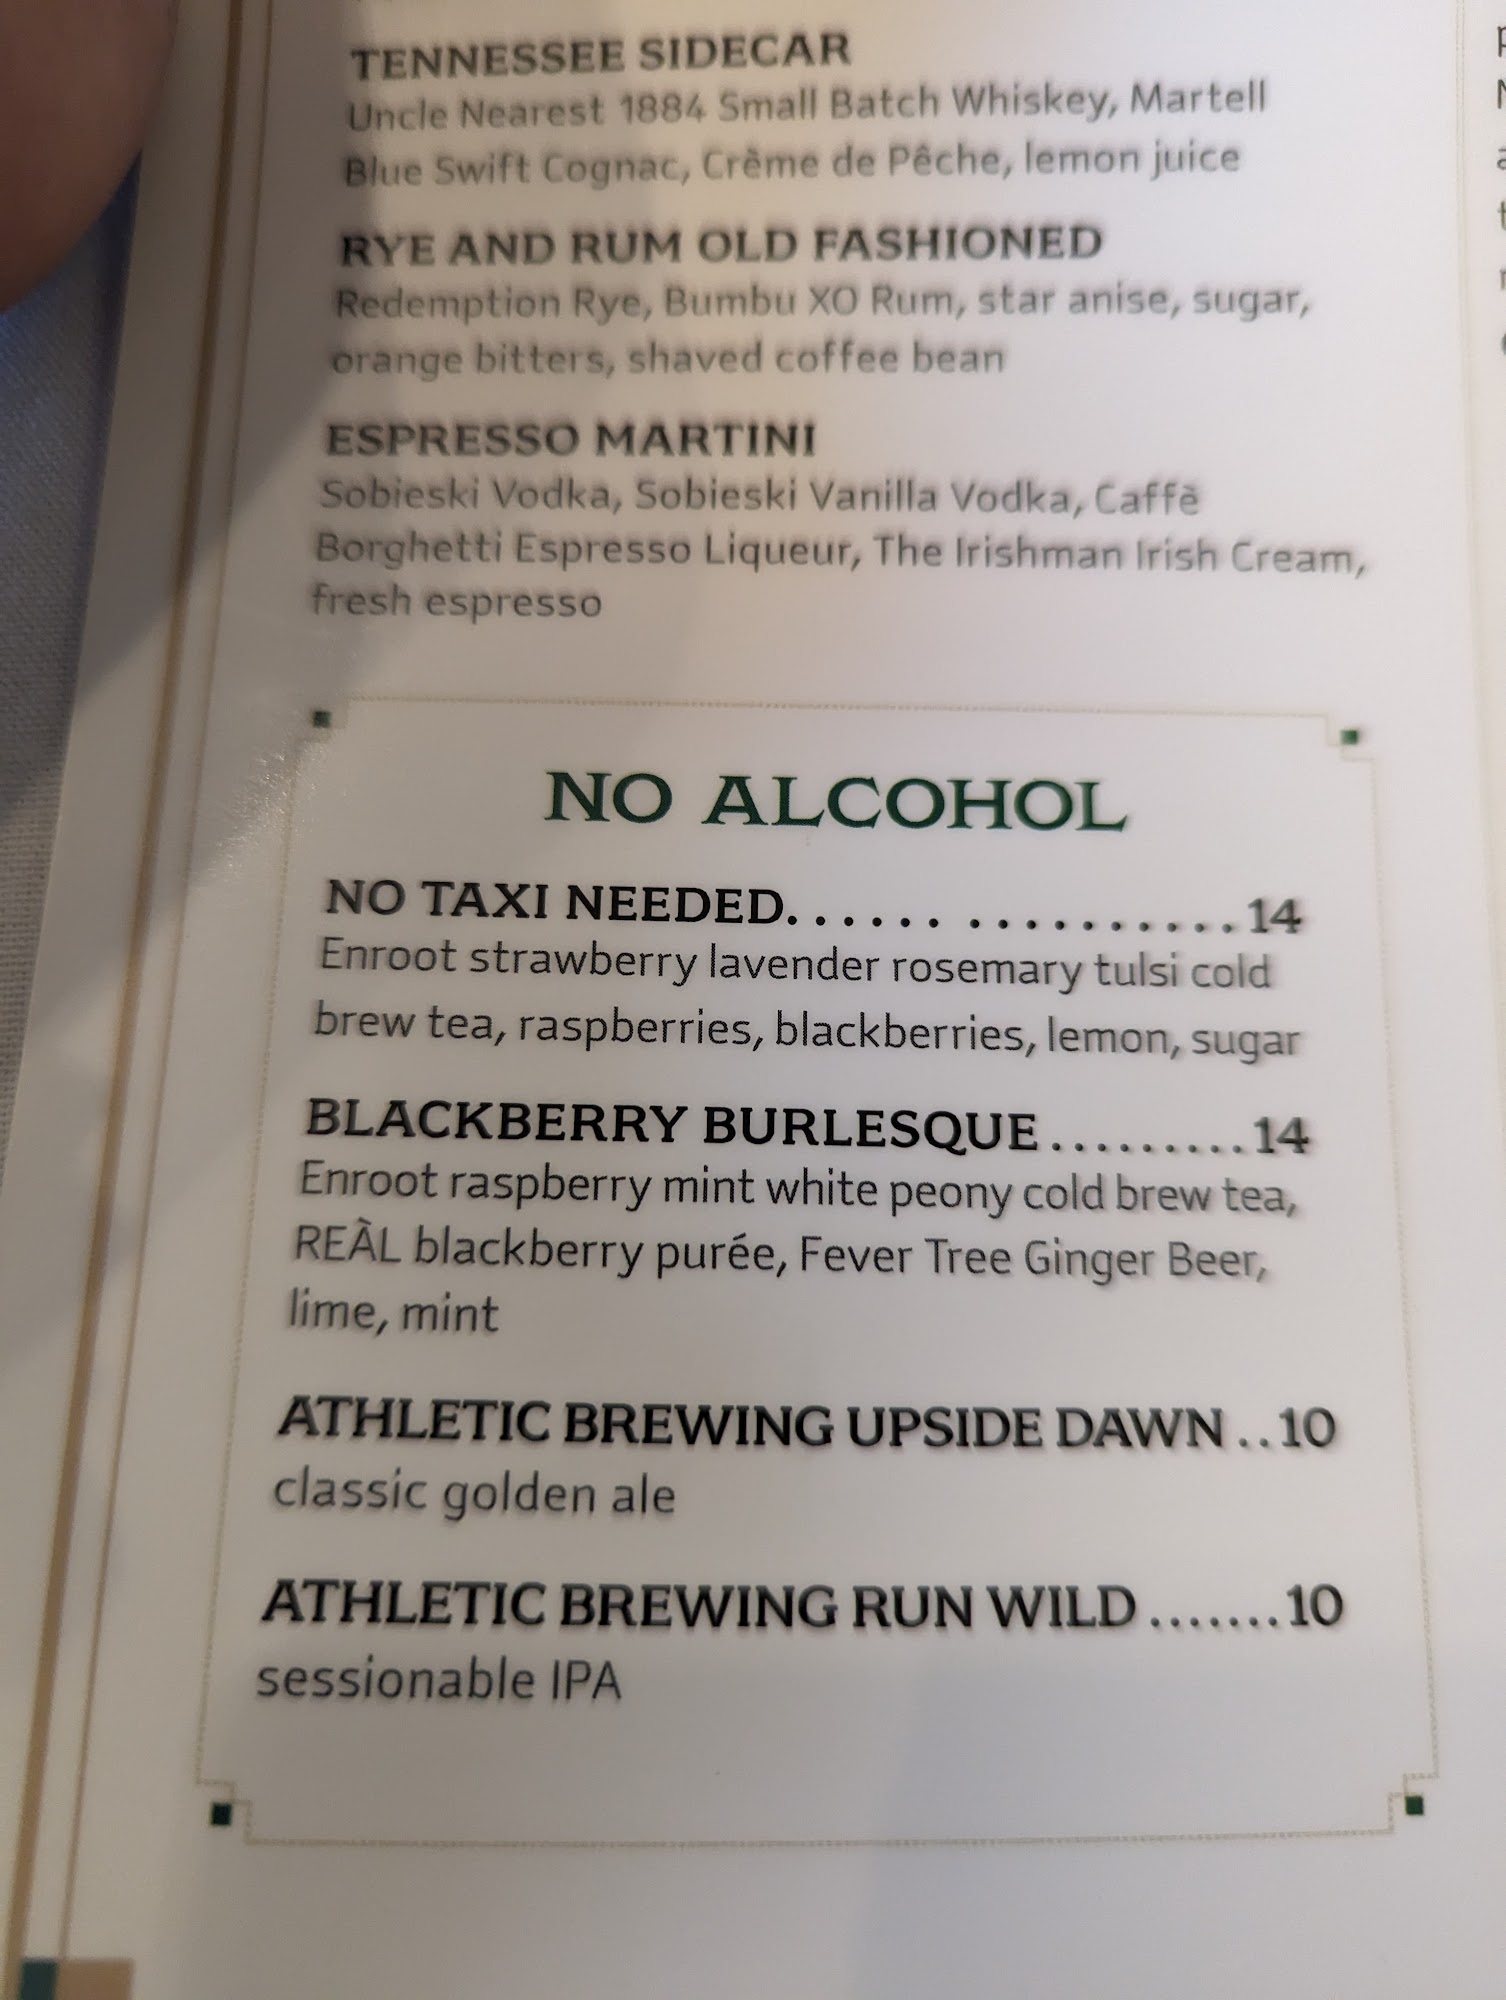 TENNESSEE SIDECAR
Uncle Nearest 1884 Small Batch Whiskey, Martell
Blue Swift Cognac, Crème de Pêche, lemon juice
RYE AND RUM OLD FASHIONED
Redemption Rye, Bumbu XO Rum, star anise, sugar,
orange bitters, shaved coffee bean
ESPRESSO MARTINI
Sobieski Vodka, Sobieski Vanilla Vodka, Caffè
Borghetti Espresso Liqueur, The Irishman Irish Cream,
fresh espresso
NO ALCOHOL
NO TAXI NEEDED...... ..........14
Enroot strawberry lavender rosemary tulsi cold
brew tea, raspberries, blackberries, lemon, sugar
BLACKBERRY BURLESQUE.........14
Enroot raspberry mint white peony cold brew tea,
REÀL blackberry purée, Fever Tree Ginger Beer,
lime, mint
ATHLETIC BREWING UPSIDE DAWN..10
classic golden ale
ATHLETIC BREWING RUN WILD.......10
sessionable IPA